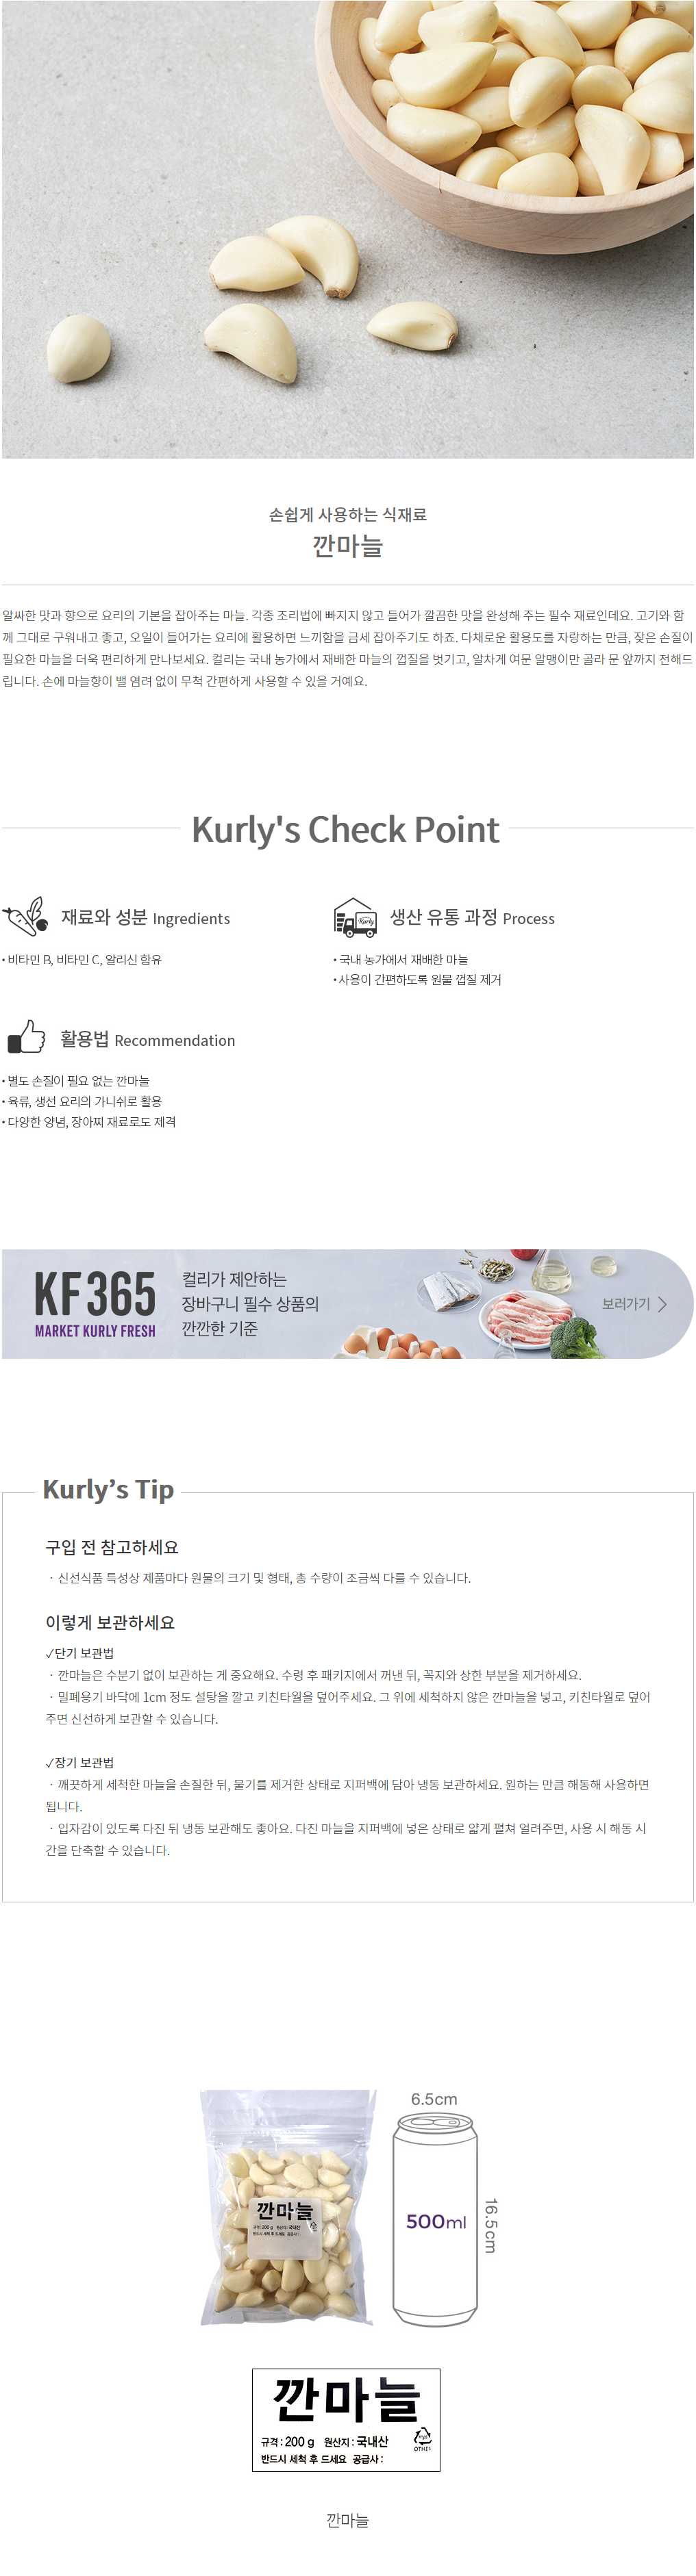 손쉽게 사용하는 식재료
깐마늘
알싸한 맛과 향으로 요리의 기본을 잡아주는 마늘. 각종 조리법에 빠지지 않고 들어가 깔끔한 맛을 완성해 주는 필수 재료인데요. 고기와 함
께 그대로 구워내고 좋고, 오일이 들어가는 요리에 활용하면 느끼함을 금세 잡아주기도 하죠. 다채로운 활용도를 자랑하는 만큼, 잦은 손질이
필요한 마늘을 더욱 편리하게 만나보세요. 컬리는 국내 농가에서 재배한 마늘의 껍질을 벗기고, 알차게 여문 알맹이만 골라 문 앞까지 전해드
립니다. 손에 마늘향이 밸 염려 없이 무척 간편하게 사용할 수 있을 거예요.
Kurly's Check Point
재료와 성분 Ingredients
• 비타민 B, 비타민 C, 알리신 함유
Kurly
생산 유통 과정 Process
• 국내 농가에서 재배한 마늘
• 사용이 간편하도록 원물 껍질 제거
활용법 Recommendation
• 별도 손질이 필요 없는 깐마늘
• 육류, 생선 요리의 가니쉬로 활용
• 다양한 양념, 장아찌 재료로도 제격
KF365
MARKET KURLY FRESH
컬리가 제안하는
장바구니 필수 상품의
깐깐한 기준
보러가기 >
Kurly’s Tip
구입 전 참고하세요
· 신선식품 특성상 제품마다 원물의 크기 및 형태, 총 수량이 조금씩 다를 수 있습니다.
이렇게 보관하세요
✓단기 보관법
· 깐마늘은 수분기 없이 보관하는 게 중요해요. 수령 후 패키지에서 꺼낸 뒤, 꼭지와 상한 부분을 제거하세요.
· 밀폐용기 바닥에 1cm 정도 설탕을 깔고 키친타월을 덮어주세요. 그 위에 세척하지 않은 깐마늘을 넣고, 키친타월로 덮어
주면 신선하게 보관할 수 있습니다.
✓장기 보관법
· 깨끗하게 세척한 마늘을 손질한 뒤, 물기를 제거한 상태로 지퍼백에 담아 냉동 보관하세요. 원하는 만큼 해동해 사용하면
됩니다.
· 입자감이 있도록 다진 뒤 냉동 보관해도 좋아요. 다진 마늘을 지퍼백에 넣은 상태로 얇게 펼쳐 얼려주면, 사용 시 해동 시
간을 단축할 수 있습니다.
6.5cm
깐마늘
규격 : 200 g 원산지 : 국내산
반드시 세척 후 드세요 공급사 :
500ml
16.5cm
깐마늘
규격 : 200 g 원산지 : 국내산
OTHER
반드시 세척 후 드세요 공급사 :
깐마늘